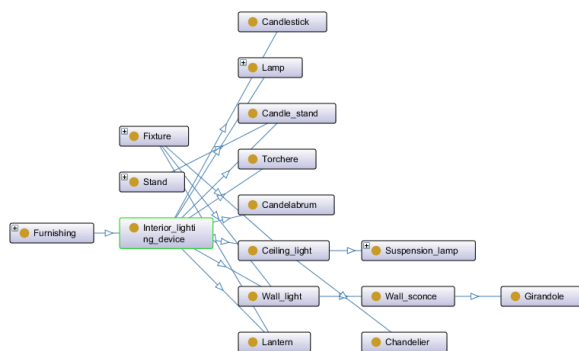 Candlestick
Lamp
Candle_stand
Fixture
Torchere
Stand
Candelabrum
Furnishing
Interior_lighti
ng_device
Ceiling_light
Suspension_lamp
Wall_light
Wall_sconce
Girandole
Lantern
Chandelier